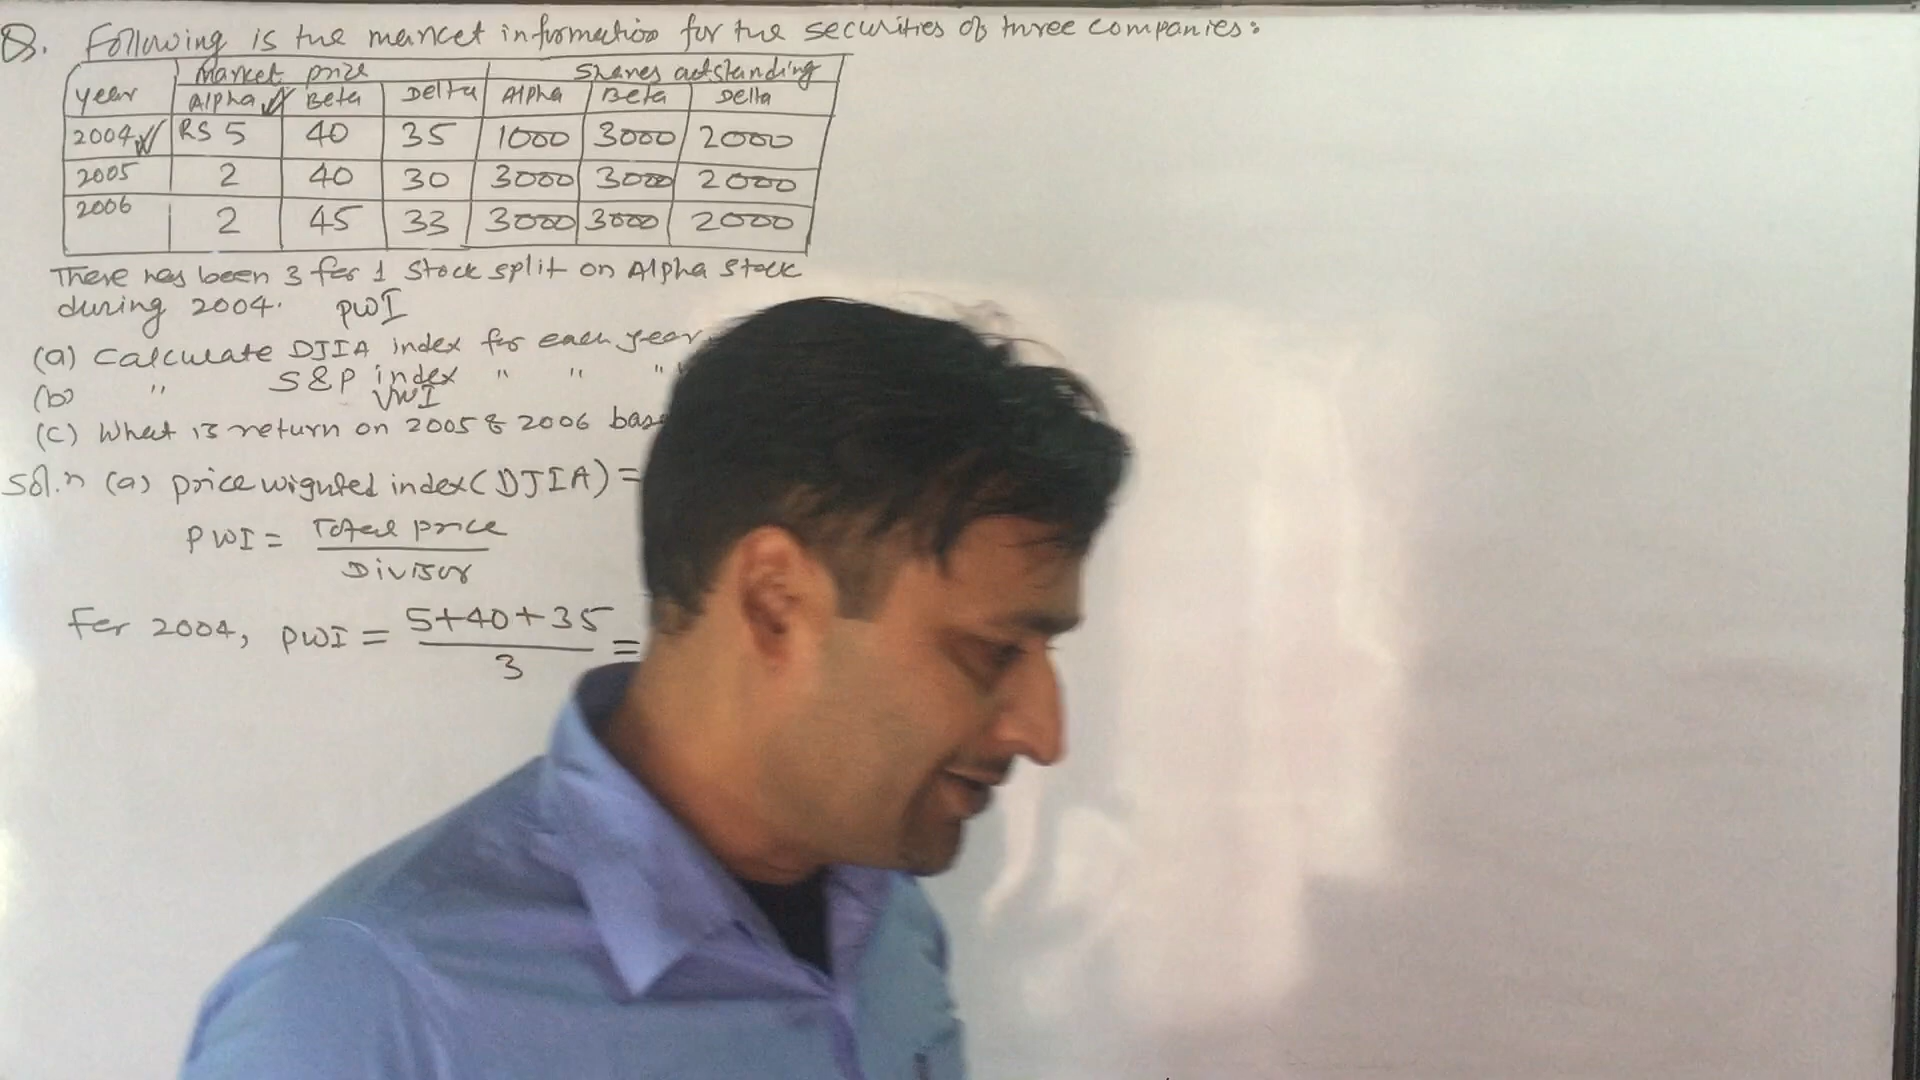 Q. Following is the market information for the securities of three companies:
Market price Shares outstanding
year Alpha Beta Delta Alpha Beta Delta
2004 RS 5 40 35 1000 3000 2000
2005 2 40 30 3000 3000 2000
2006 2 45 33 3000 3000 2000
There has been 3 for 1 stock split on Alpha stock
during 2004. PWI
(a) Calculate DJIA index for each year
(b) " S&P index " " "
VWI
(c) What is return on 2005 & 2006 bas
Sol.n (a) price wighted index (DJIA) =
PWI = Total price
Divisor
For 2004, PWI = 5+40+35 =
3